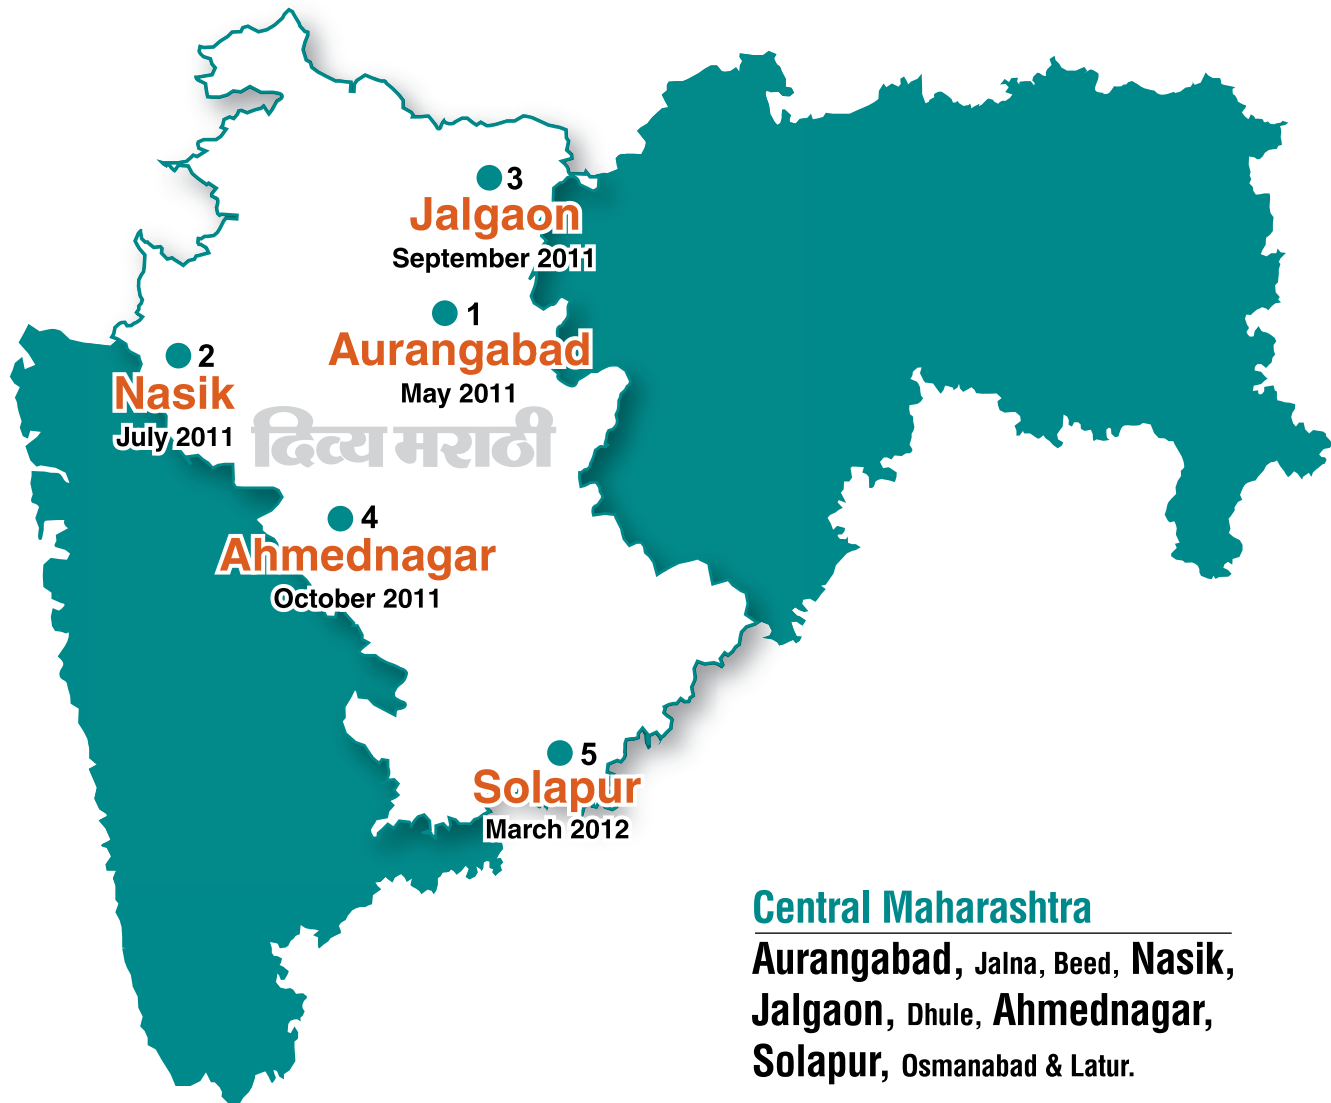 3
Jalgaon
September 2011
1
Aurangabad
May 2011
2
Nasik
July 2011
दिव्य मराठी
4
Ahmednagar
October 2011
5
Solapur
March 2012
Central Maharashtra
Aurangabad, Jalna, Beed, Nasik,
Jalgaon, Dhule, Ahmednagar,
Solapur, Osmanabad & Latur.